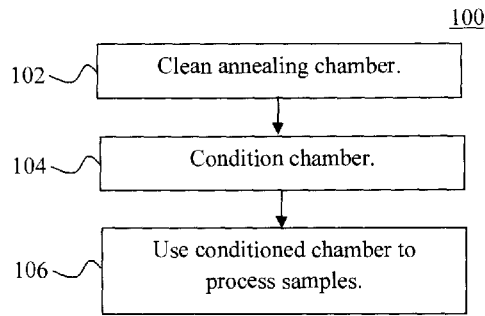 100
102
Clean annealing chamber.
104
Condition chamber.
106
Use conditioned chamber to
process samples.